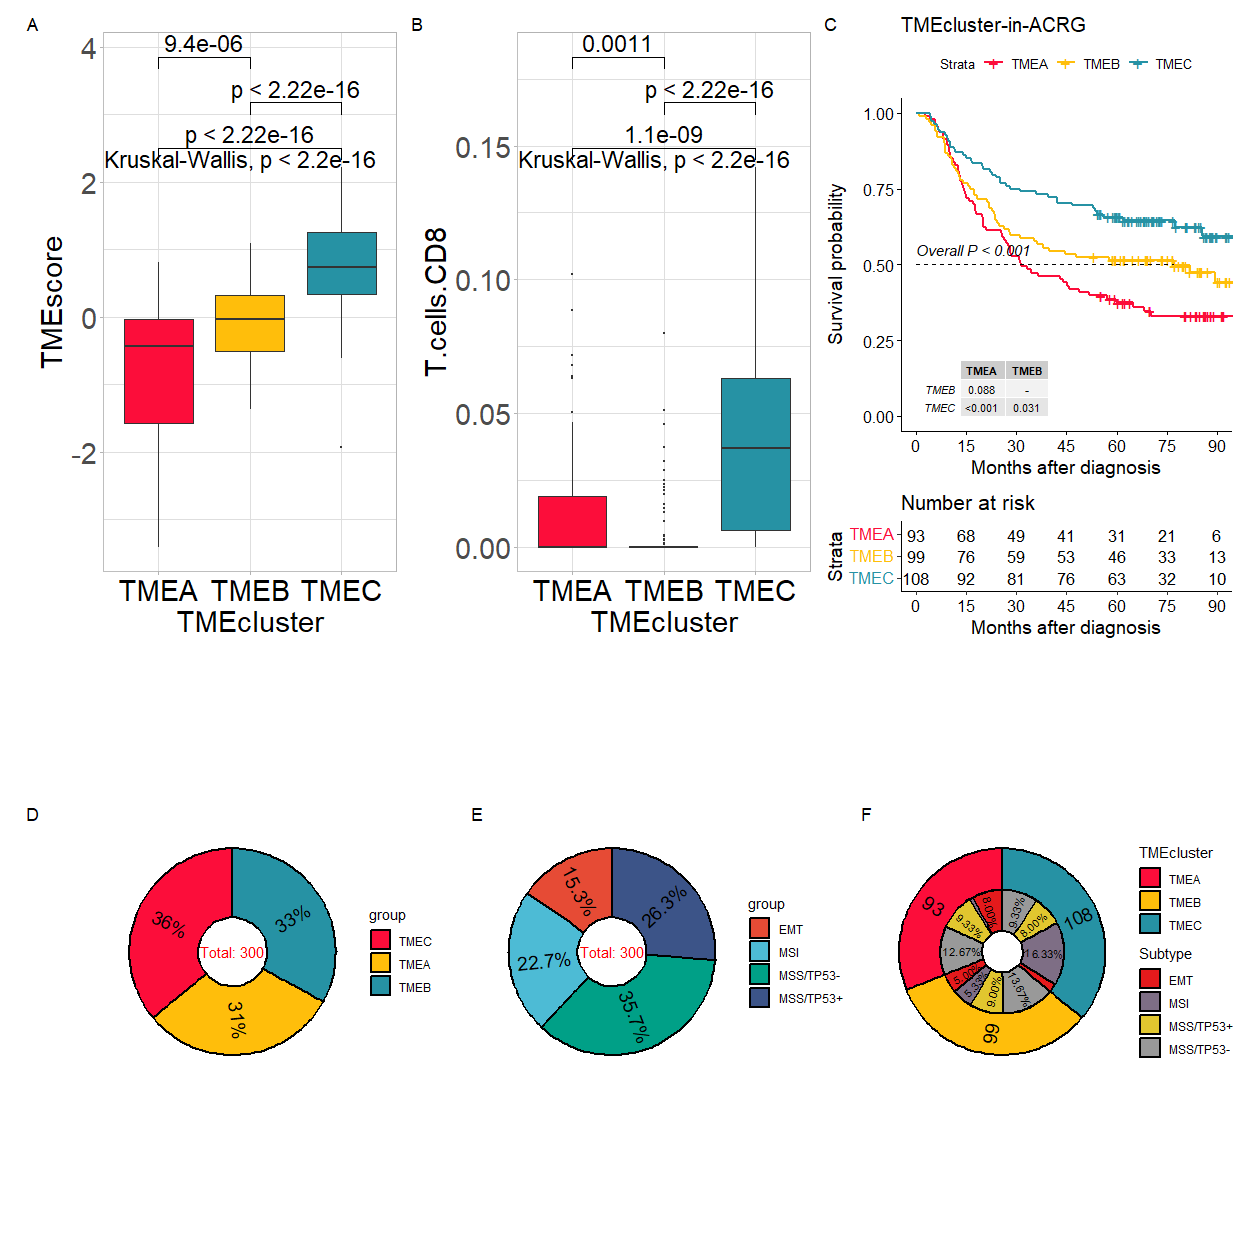 A
9.4e-06
p < 2.22e-16
p < 2.22e-16
Kruskal-Wallis, p < 2.2e-16
4
2
0
-2
TMEscore
TMEA TMEB TMEC
TMEcluster
B
0.0011
p < 2.22e-16
1.1e-09
Kruskal-Wallis, p < 2.2e-16
0.15
0.10
0.05
0.00
T.cells.CD8
TMEA TMEB TMEC
TMEcluster
C
TMEcluster-in-ACRG
Strata TMEA TMEB TMEC
1.00
0.75
0.50
0.25
0.00
Survival probability
Overall P < 0.001
TMEA TMEB
TMEB 0.088 -
TMEC <0.001 0.031
0 15 30 45 60 75 90
Months after diagnosis
Number at risk
Strata
TMEA 93 68 49 41 31 21 6
TMEB 99 76 59 53 46 33 13
TMEC 108 92 81 76 63 32 10
0 15 30 45 60 75 90
Months after diagnosis
D
36%
33%
31%
Total: 300
group
TMEC
TMEA
TMEB
E
15.3%
26.3%
22.7%
35.7%
Total: 300
group
EMT
MSI
MSS/TP53-
MSS/TP53+
F
93
108
99
8.00%
9.33%
9.33%
8.00%
12.67%
16.33%
5.00%
5.33%
9.00%
13.67%
TMEcluster
TMEA
TMEB
TMEC
Subtype
EMT
MSI
MSS/TP53+
MSS/TP53-